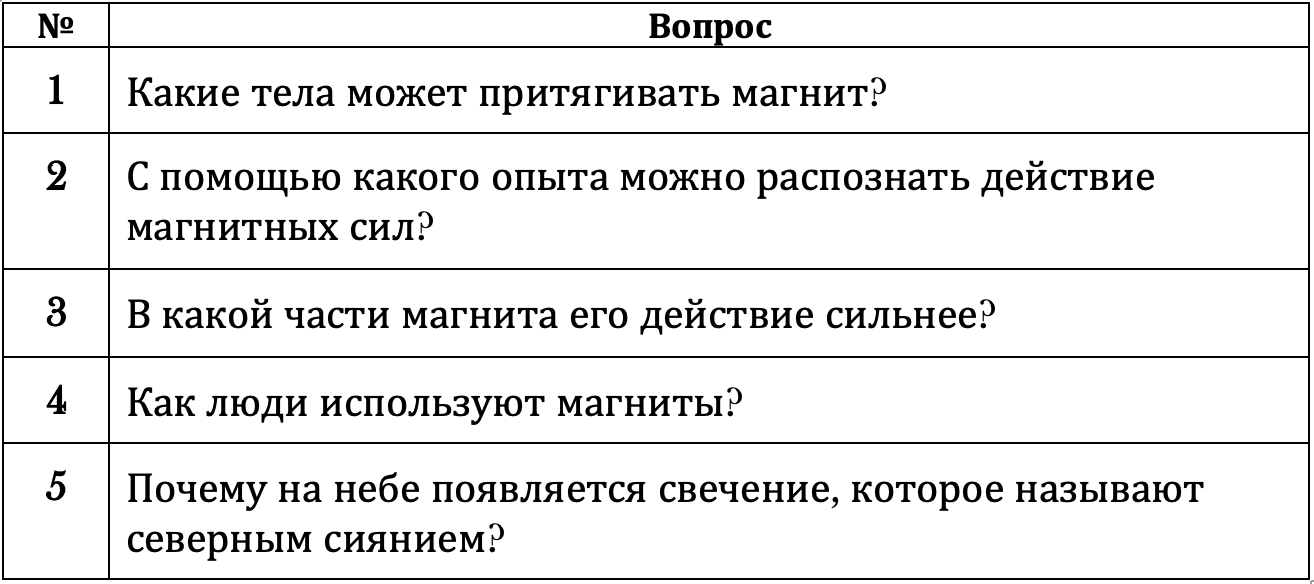 № Вопрос
1 Какие тела может притягивать магнит?
2 С помощью какого опыта можно распознать действие
магнитных сил?
3 В какой части магнита его действие сильнее?
4 Как люди используют магниты?
5 Почему на небе появляется свечение, которое называют
северным сиянием?